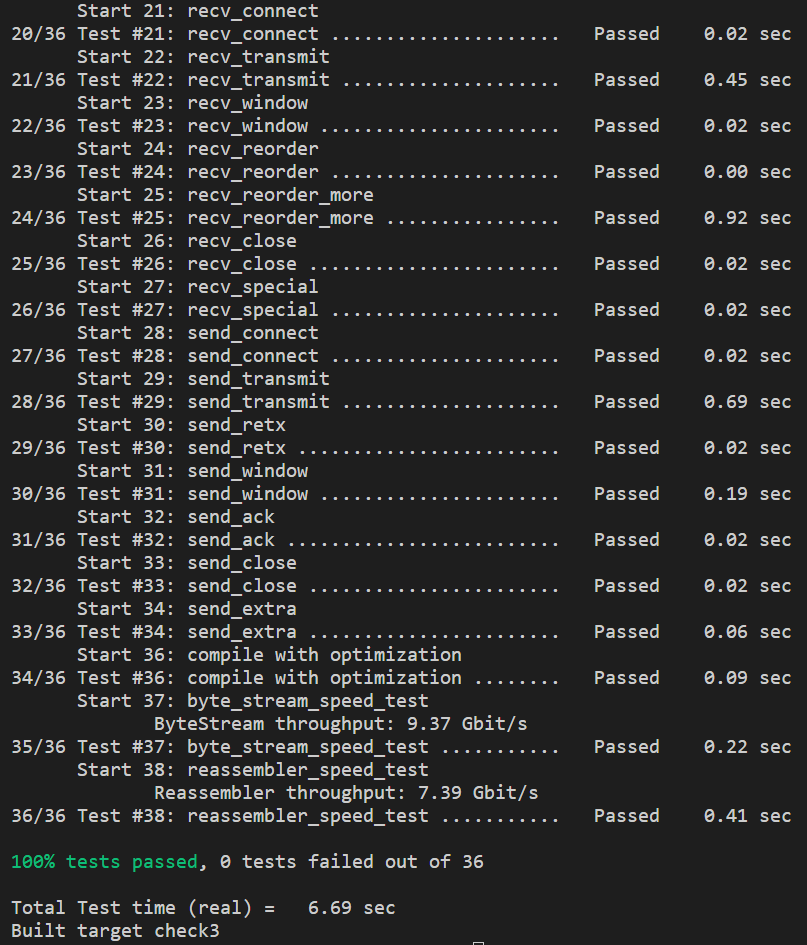 Start 21: recv_connect
20/36 Test #21: recv_connect .....................   Passed    0.02 sec
Start 22: recv_transmit
21/36 Test #22: recv_transmit ....................   Passed    0.45 sec
Start 23: recv_window
22/36 Test #23: recv_window ......................   Passed    0.02 sec
Start 24: recv_reorder
23/36 Test #24: recv_reorder .....................   Passed    0.00 sec
Start 25: recv_reorder_more
24/36 Test #25: recv_reorder_more ................   Passed    0.92 sec
Start 26: recv_close
25/36 Test #26: recv_close .......................   Passed    0.02 sec
Start 27: recv_special
26/36 Test #27: recv_special .....................   Passed    0.02 sec
Start 28: send_connect
27/36 Test #28: send_connect .....................   Passed    0.02 sec
Start 29: send_transmit
28/36 Test #29: send_transmit ....................   Passed    0.69 sec
Start 30: send_retx
29/36 Test #30: send_retx ........................   Passed    0.02 sec
Start 31: send_window
30/36 Test #31: send_window ......................   Passed    0.19 sec
Start 32: send_ack
31/36 Test #32: send_ack .........................   Passed    0.02 sec
Start 33: send_close
32/36 Test #33: send_close .......................   Passed    0.02 sec
Start 34: send_extra
33/36 Test #34: send_extra .......................   Passed    0.06 sec
Start 36: compile with optimization
34/36 Test #36: compile with optimization ........   Passed    0.09 sec
Start 37: byte_stream_speed_test
ByteStream throughput: 9.37 Gbit/s
35/36 Test #37: byte_stream_speed_test ...........   Passed    0.22 sec
Start 38: reassembler_speed_test
Reassembler throughput: 7.39 Gbit/s
36/36 Test #38: reassembler_speed_test ...........   Passed    0.41 sec
100% tests passed, 0 tests failed out of 36
Total Test time (real) =   6.69 sec
Built target check3